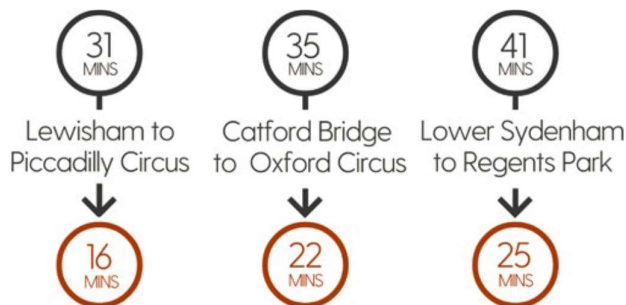 31
MINS
Lewisham to
Piccadilly Circus
16
MINS
35
MINS
Catford Bridge
to Oxford Circus
22
MINS
41
MINS
Lower Sydenham
to Regents Park
25
MINS